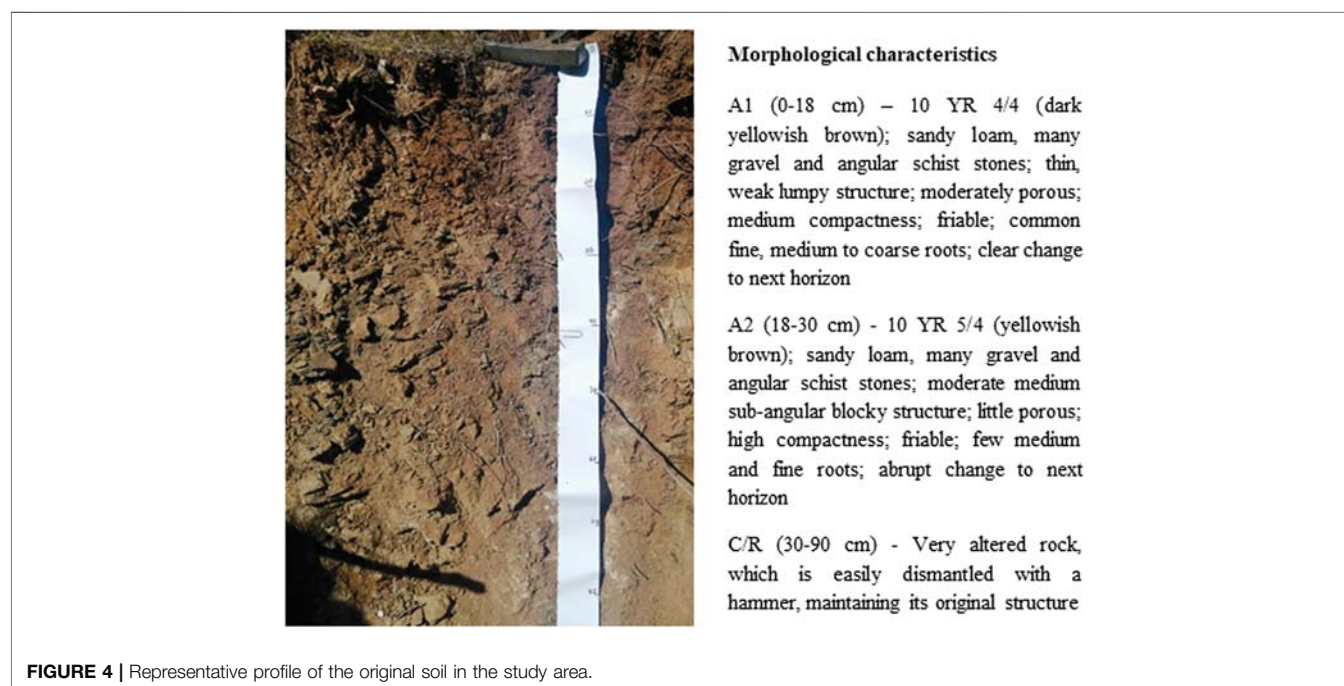 Morphological characteristics
A1 (0-18 cm) – 10 YR 4/4 (dark
yellowish brown); sandy loam, many
gravel and angular schist stones; thin,
weak lumpy structure; moderately porous;
medium compactness; friable; common
fine, medium to coarse roots; clear change
to next horizon
A2 (18-30 cm) - 10 YR 5/4 (yellowish
brown); sandy loam, many gravel and
angular schist stones; moderate medium
sub-angular blocky structure; little porous;
high compactness; friable; few medium
and fine roots; abrupt change to next
horizon
C/R (30-90 cm) - Very altered rock,
which is easily dismantled with a
hammer, maintaining its original structure
FIGURE 4 | Representative profile of the original soil in the study area.